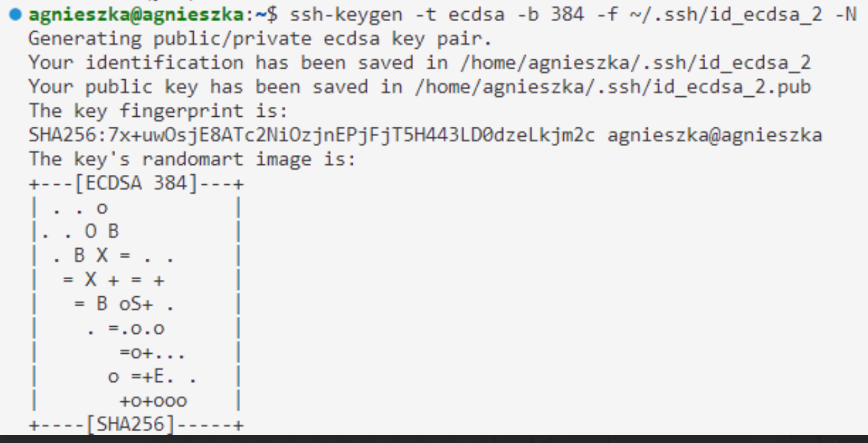 agnieszka@agnieszka:~$ ssh-keygen -t ecdsa -b 384 -f ~/.ssh/id_ecdsa_2 -N
Generating public/private ecdsa key pair.
Your identification has been saved in /home/agnieszka/.ssh/id_ecdsa_2
Your public key has been saved in /home/agnieszka/.ssh/id_ecdsa_2.pub
The key fingerprint is:
SHA256:7x+uwOsjE8ATc2NiOzjnEPjFjT5H443LD0dzeLkjm2c agnieszka@agnieszka
The key's randomart image is:
+---[ECDSA 384]---+
| . . o           |
|. . O B          |
| . B X = . .     |
|  = X + = +      |
|   = B oS+ .     |
|    . =.o.o      |
|       =o+...    |
|      o =+E. .   |
|       +o+ooo    |
+----[SHA256]-----+